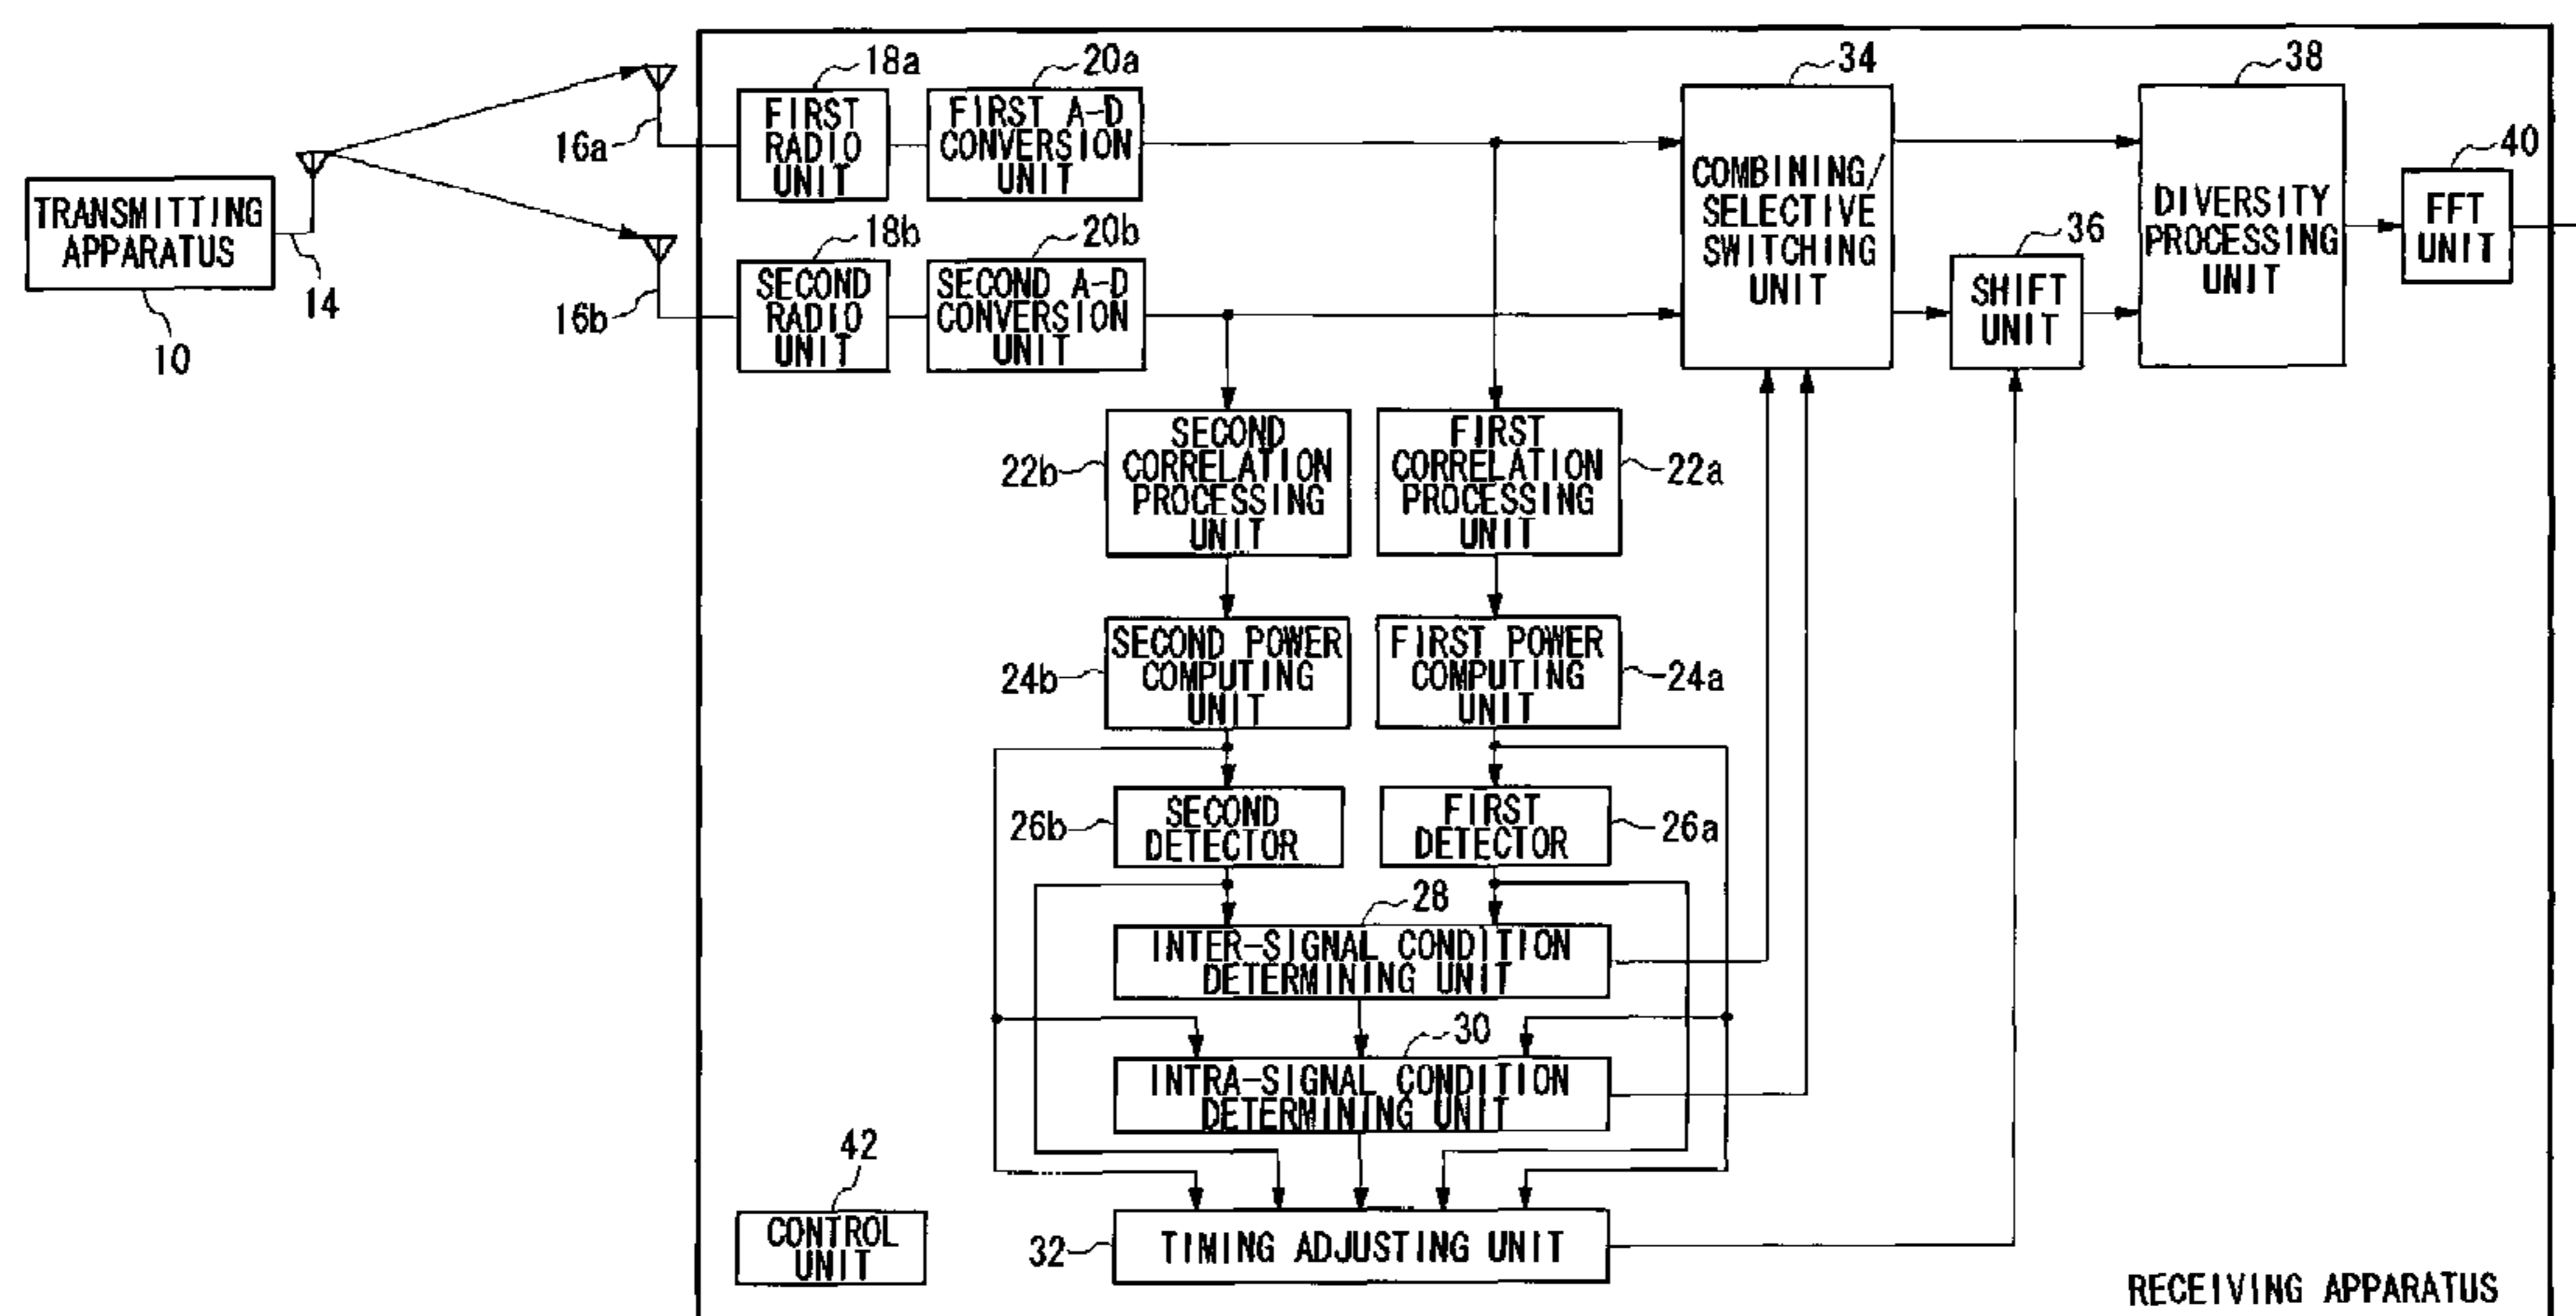 TRANSMITTING
APPARATUS
10
14
16a
16b
18a
FIRST
RADIO
UNIT
20a
FIRST A-D
CONVERSION
UNIT
18b
SECOND
RADIO
UNIT
20b
SECOND A-D
CONVERSION
UNIT
34
COMBINING/
SELECTIVE
SWITCHING
UNIT
36
SHIFT
UNIT
38
DIVERSITY
PROCESSING
UNIT
40
FFT
UNIT
22b
SECOND
CORRELATION
PROCESSING
UNIT
FIRST
CORRELATION
PROCESSING
UNIT
22a
24b
SECOND POWER
COMPUTING
UNIT
FIRST POWER
COMPUTING
UNIT
24a
26b
SECOND
DETECTOR
FIRST
DETECTOR
26a
28
INTER-SIGNAL CONDITION
DETERMINING UNIT
30
INTRA-SIGNAL CONDITION
DETERMINING UNIT
42
CONTROL
UNIT
32
TIMING ADJUSTING UNIT
RECEIVING APPARATUS